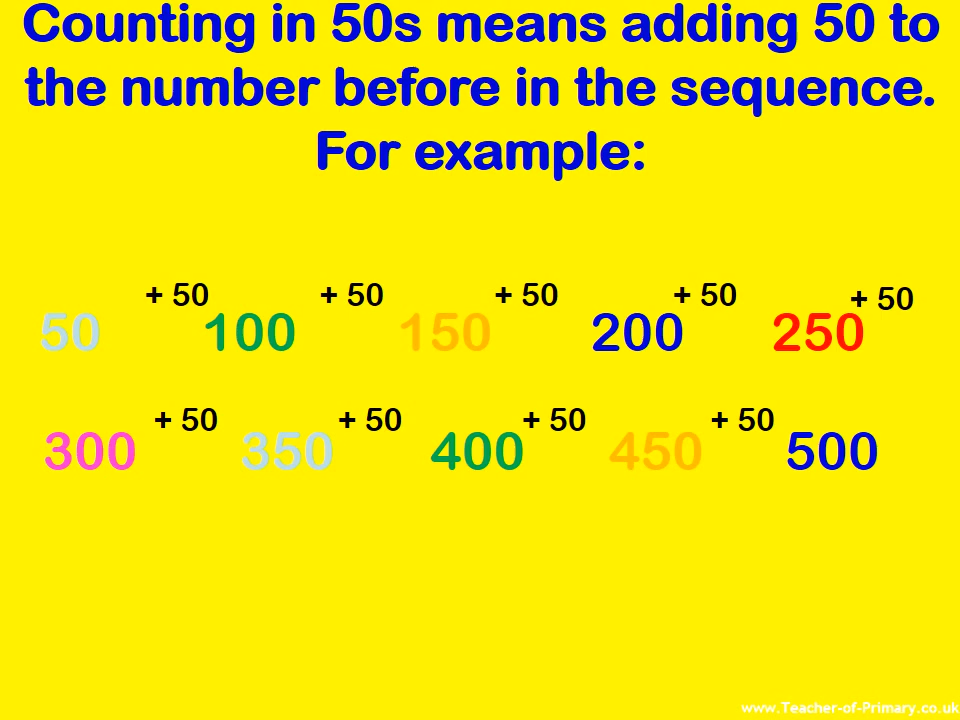 Counting in 50s means adding 50 to
the number before in the sequence.
For example:
+ 50 + 50 + 50 + 50 + 50
50 100 150 200 250
+ 50 + 50 + 50 + 50
300 350 400 450 500
www.Teacher-of-Primary.co.uk